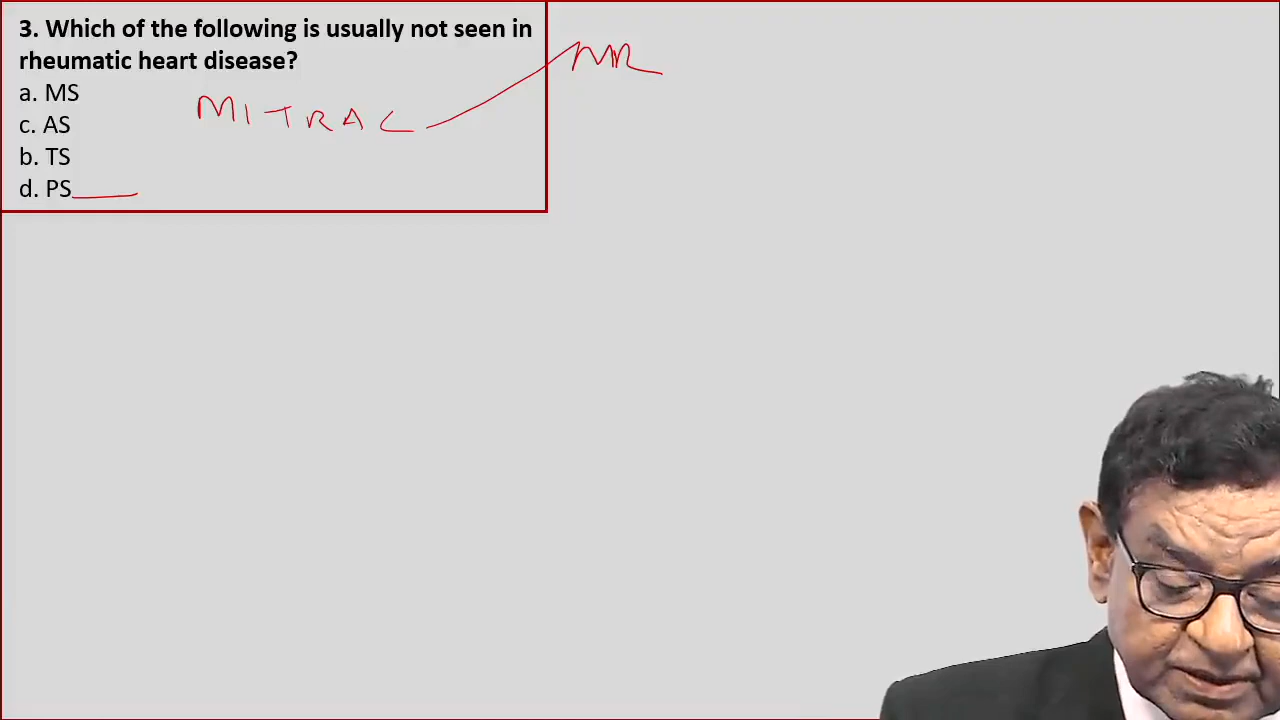 3. Which of the following is usually not seen in
rheumatic heart disease?
a. MS
c. AS
b. TS
d. PS
MITRAL
MR